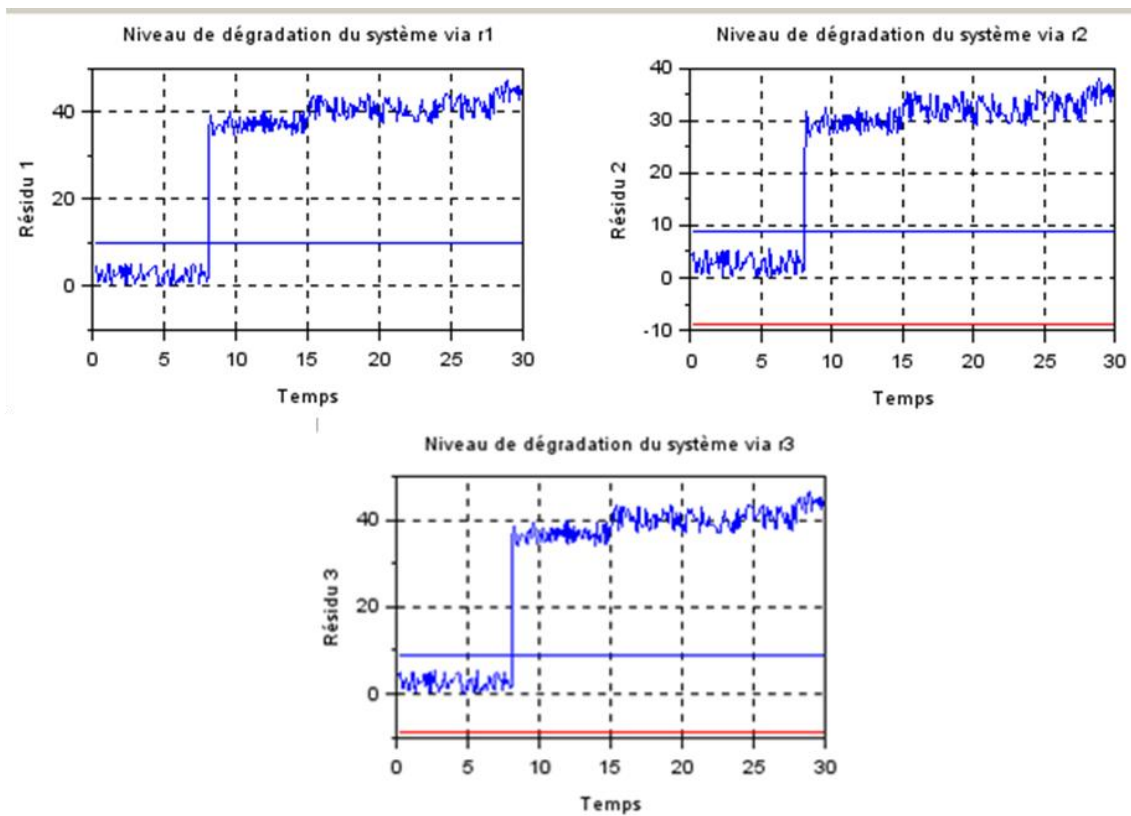 Niveau de dégradation du système via r1
Résidu 1
40
20
0
0 5 10 15 20 25 30
Temps
Niveau de dégradation du système via r2
Résidu 2
40
30
20
10
0
-10
0 5 10 15 20 25 30
Temps
Niveau de dégradation du système via r3
Résidu 3
40
20
0
0 5 10 15 20 25 30
Temps